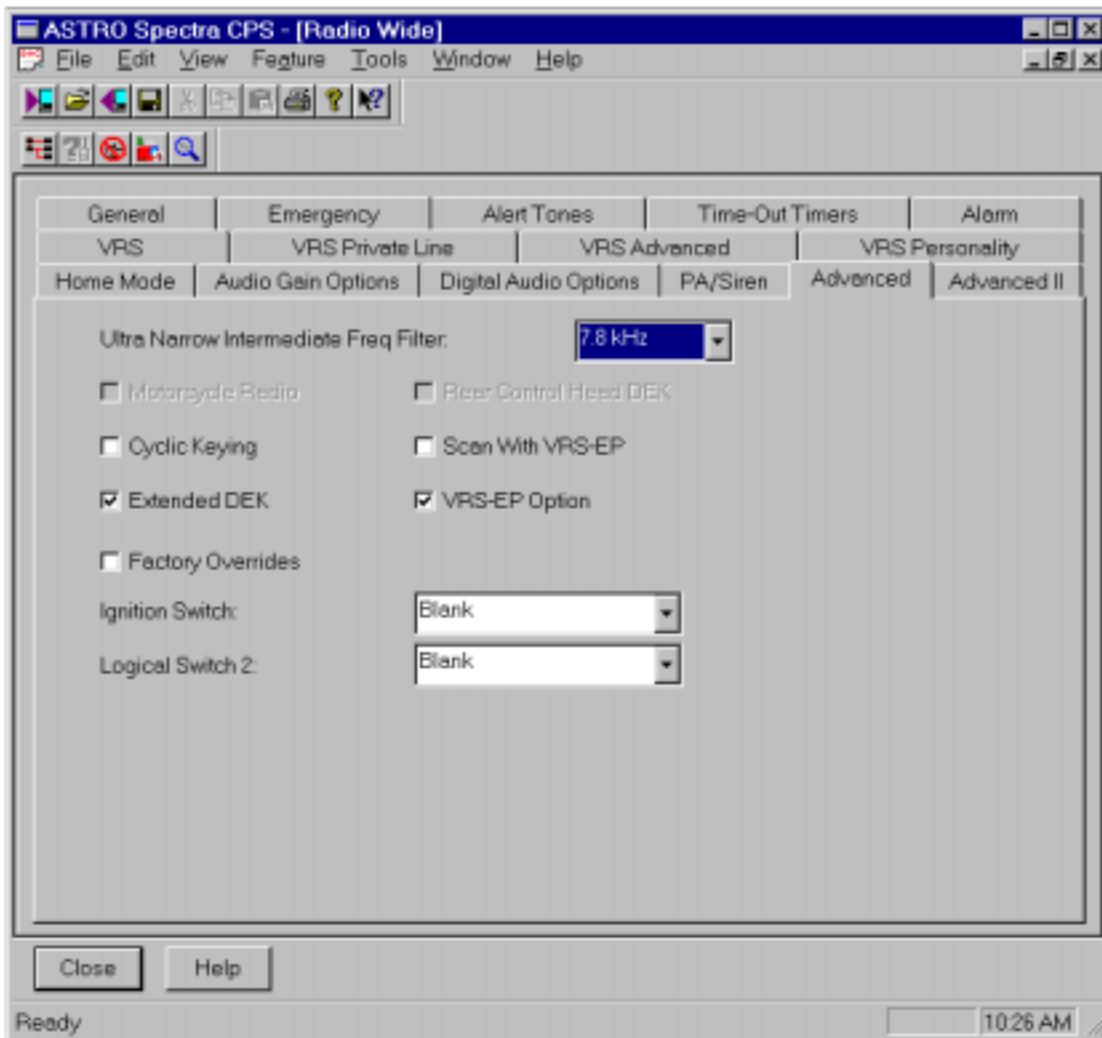 ASTRO Spectra CPS - [Radio Wide]
File Edit View Feature Tools Window Help
General Emergency Alert Tones Time-Out Timers Alarm
VRS VRS Private Line VRS Advanced VRS Personality
Home Mode Audio Gain Options Digital Audio Options PA/Siren Advanced Advanced II
Ultra Narrow Intermediate Freq Filter: 7.8 kHz
Motorcycle Radio Rear Control Head DEK
Cyclic Keying Scan With VRS-EP
Extended DEK VRS-EP Option
Factory Overrides
Ignition Switch: Blank
Logical Switch 2: Blank
Close Help
Ready 10:26 AM